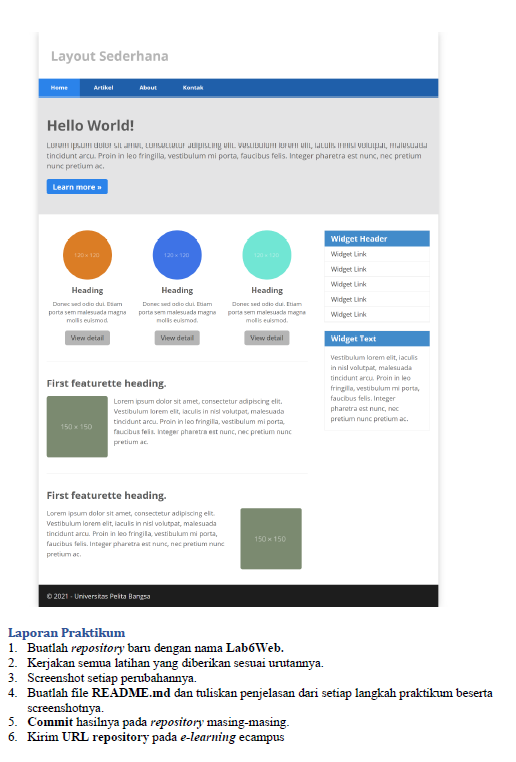 Layout Sederhana
Home Artikel About Kontak
Hello World!
Lorem ipsum dolor sit amet, consectetur adipiscing elit. Vestibulum lorem elit, iaculis innisl volutpat, malesuada
tincidunt arcu. Proin in leo fringilla, vestibulum mi porta, faucibus felis. Integer pharetra est nunc, nec pretium
nunc pretium ac.
Learn more »
120 × 120 120 × 120 120 × 120
Heading Heading Heading
Donec sed odio dui. Etiam Donec sed odio dui. Etiam Donec sed odio dui. Etiam
porta sem malesuada magna porta sem malesuada magna porta sem malesuada magna
mollis euismod. mollis euismod. mollis euismod.
View detail View detail View detail
Widget Header
Widget Link
Widget Link
Widget Link
Widget Link
Widget Link
Widget Text
Vestibulum lorem elit, iaculis
in nisl volutpat, malesuada
tincidunt arcu. Proin in leo
fringilla, vestibulum mi porta,
faucibus felis. Integer
pharetra est nunc, nec
pretium nunc pretium ac.
First featurette heading.
150 × 150
Lorem ipsum dolor sit amet, consectetur adipiscing elit.
Vestibulum lorem elit, iaculis in nisl volutpat, malesuada
tincidunt arcu. Proin in leo fringilla, vestibulum mi porta,
faucibus felis. Integer pharetra est nunc, nec pretium nunc
pretium ac.
First featurette heading.
Lorem ipsum dolor sit amet, consectetur adipiscing elit.
Vestibulum lorem elit, iaculis in nisl volutpat, malesuada
tincidunt arcu. Proin in leo fringilla, vestibulum mi porta,
faucibus felis. Integer pharetra est nunc, nec pretium nunc
pretium ac.
150 × 150
© 2021 - Universitas Pelita Bangsa
Laporan Praktikum
1. Buatlah repository baru dengan nama Lab6Web.
2. Kerjakan semua latihan yang diberikan sesuai urutannya.
3. Screenshot setiap perubahannya.
4. Buatlah file README.md dan tuliskan penjelasan dari setiap langkah praktikum beserta
screenshotnya.
5. Commit hasilnya pada repository masing-masing.
6. Kirim URL repository pada e-learning ecampus